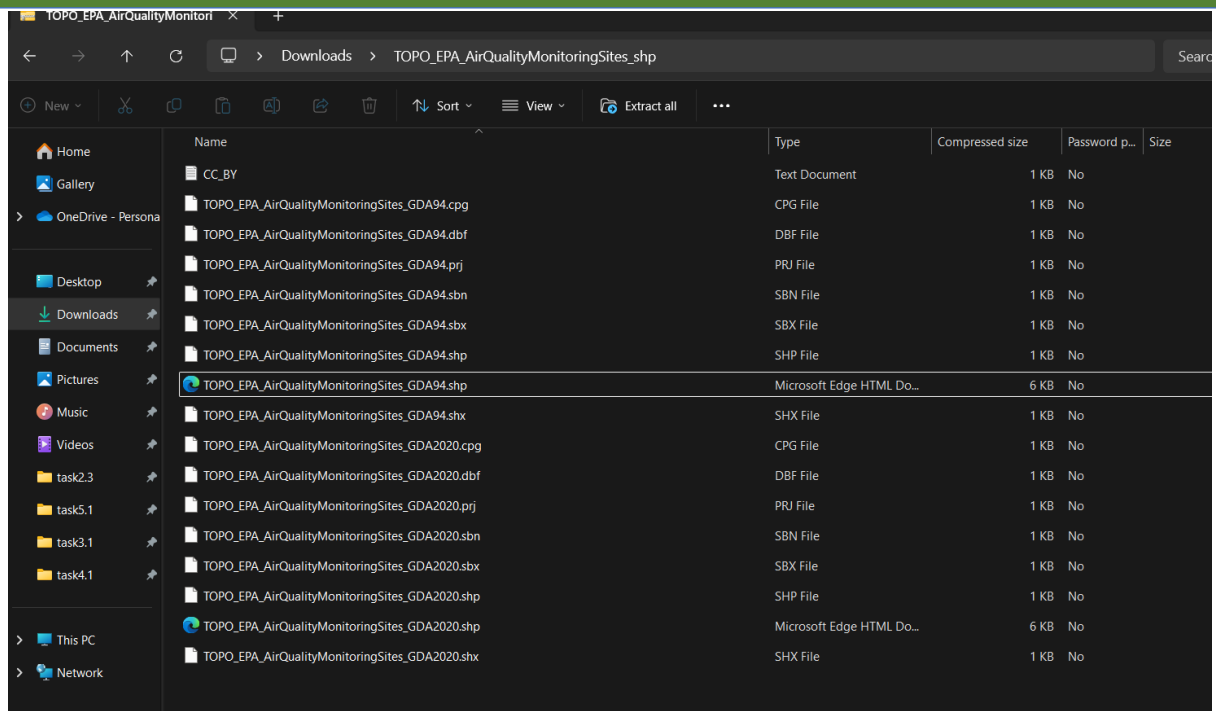 TOPO_EPA_AirQualityMonitori
Downloads > TOPO_EPA_AirQualityMonitoringSites_shp
New Sort View Extract all ...
Name Type Compressed size Password p... Size
Home
Gallery
OneDrive - Persona
Desktop
Downloads
Documents
Pictures
Music
Videos
task2.3
task5.1
task3.1
task4.1
This PC
Network
CC_BY Text Document 1 KB No
TOPO_EPA_AirQualityMonitoringSites_GDA94.cpg CPG File 1 KB No
TOPO_EPA_AirQualityMonitoringSites_GDA94.dbf DBF File 1 KB No
TOPO_EPA_AirQualityMonitoringSites_GDA94.prj PRJ File 1 KB No
TOPO_EPA_AirQualityMonitoringSites_GDA94.sbn SBN File 1 KB No
TOPO_EPA_AirQualityMonitoringSites_GDA94.sbx SBX File 1 KB No
TOPO_EPA_AirQualityMonitoringSites_GDA94.shp SHP File 1 KB No
TOPO_EPA_AirQualityMonitoringSites_GDA94.shp Microsoft Edge HTML Do... 6 KB No
TOPO_EPA_AirQualityMonitoringSites_GDA94.shx SHX File 1 KB No
TOPO_EPA_AirQualityMonitoringSites_GDA2020.cpg CPG File 1 KB No
TOPO_EPA_AirQualityMonitoringSites_GDA2020.dbf DBF File 1 KB No
TOPO_EPA_AirQualityMonitoringSites_GDA2020.prj PRJ File 1 KB No
TOPO_EPA_AirQualityMonitoringSites_GDA2020.sbn SBN File 1 KB No
TOPO_EPA_AirQualityMonitoringSites_GDA2020.sbx SBX File 1 KB No
TOPO_EPA_AirQualityMonitoringSites_GDA2020.shp SHP File 1 KB No
TOPO_EPA_AirQualityMonitoringSites_GDA2020.shp Microsoft Edge HTML Do... 6 KB No
TOPO_EPA_AirQualityMonitoringSites_GDA2020.shx SHX File 1 KB No